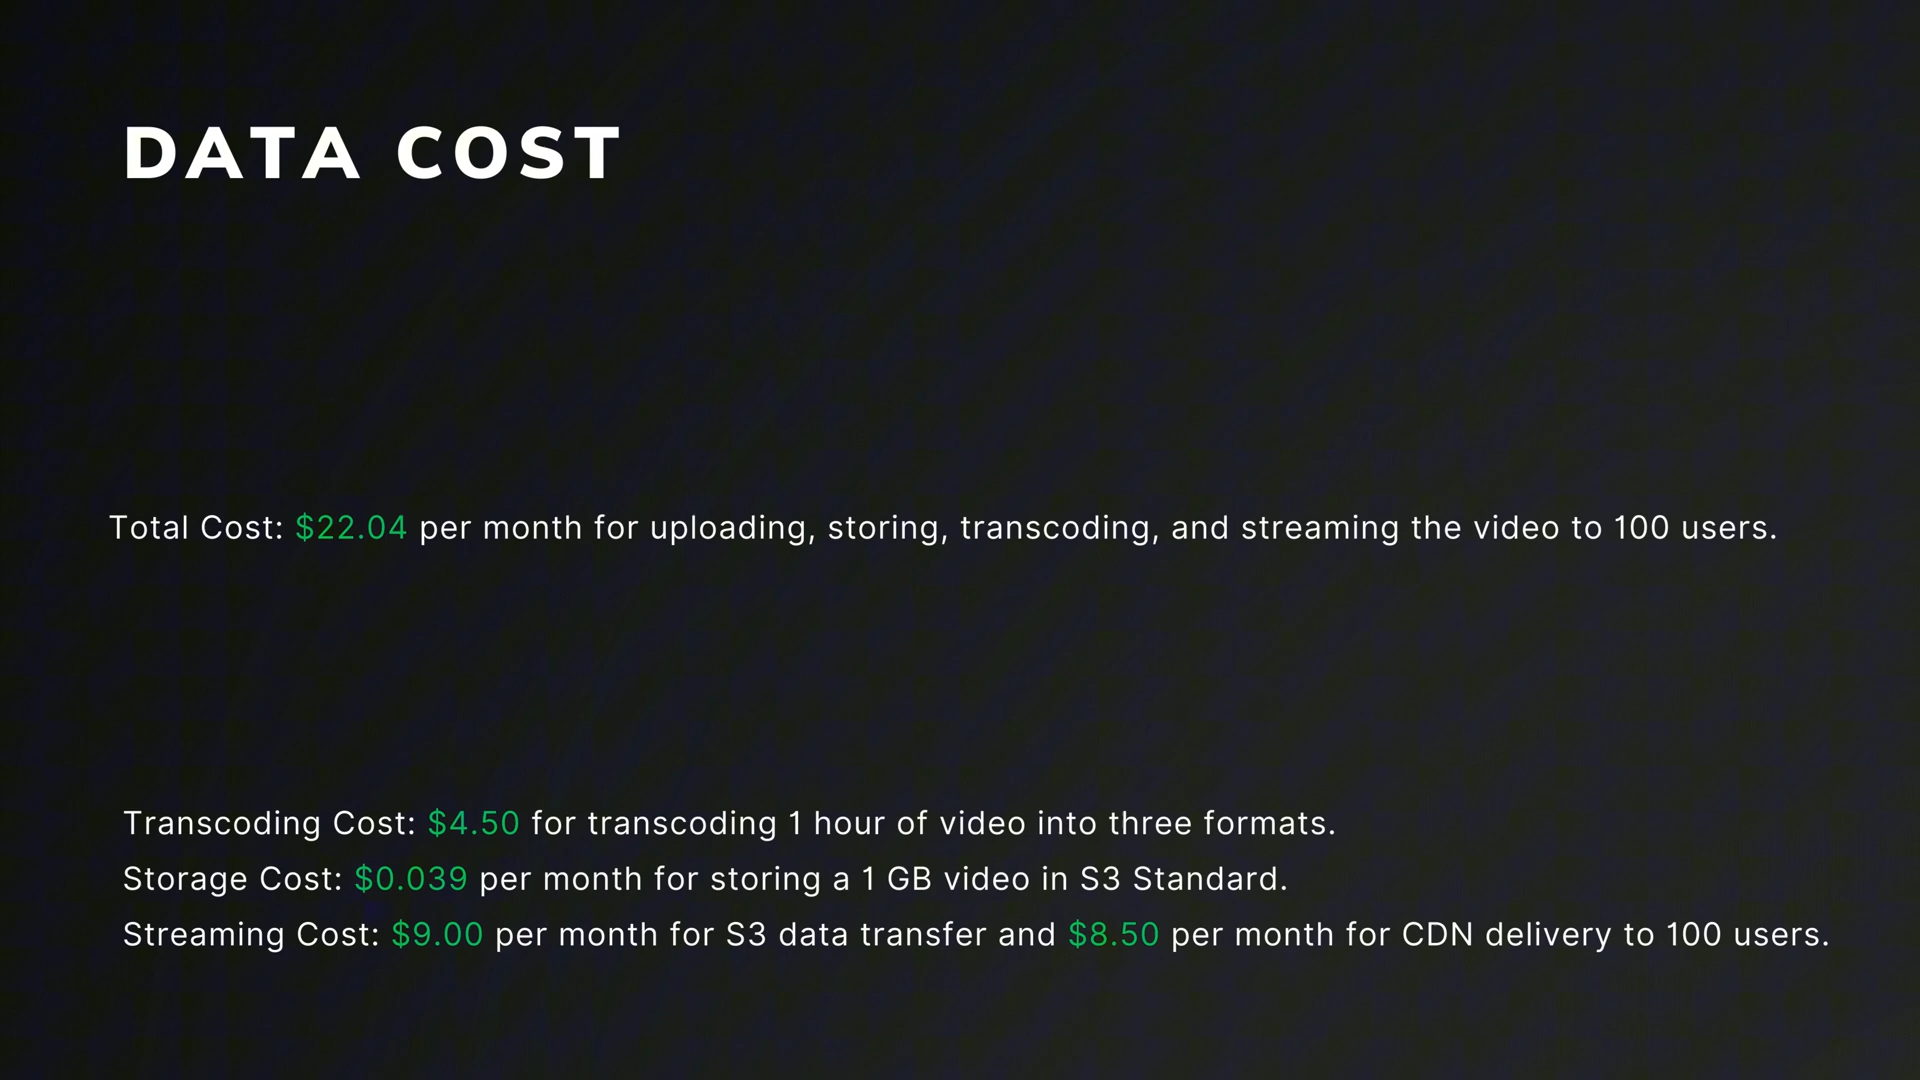 DATA COST
Total Cost: $22.04 per month for uploading, storing, transcoding, and streaming the video to 100 users.
Transcoding Cost: $4.50 for transcoding 1 hour of video into three formats.
Storage Cost: $0.039 per month for storing a 1 GB video in S3 Standard.
Streaming Cost: $9.00 per month for S3 data transfer and $8.50 per month for CDN delivery to 100 users.